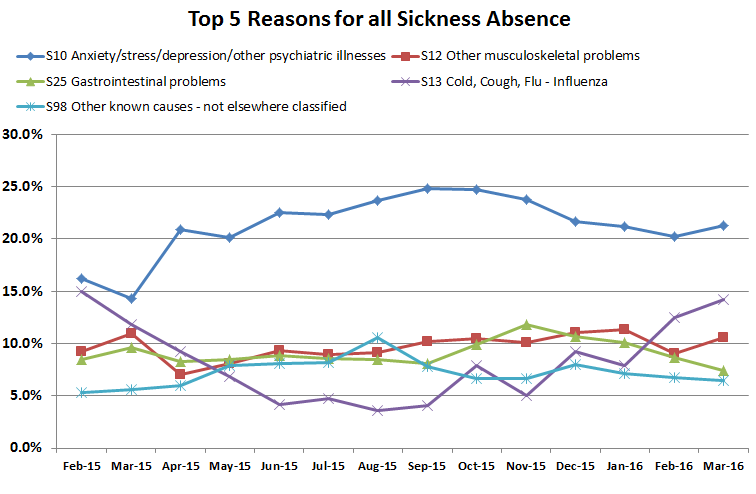 Top 5 Reasons for all Sickness Absence
S10 Anxiety/stress/depression/other psychiatric illnesses S12 Other musculoskeletal problems
S25 Gastrointestinal problems S13 Cold, Cough, Flu - Influenza
S98 Other known causes - not elsewhere classified
30.0%
25.0%
20.0%
15.0%
10.0%
5.0%
0.0%
Feb-15 Mar-15 Apr-15 May-15 Jun-15 Jul-15 Aug-15 Sep-15 Oct-15 Nov-15 Dec-15 Jan-16 Feb-16 Mar-16